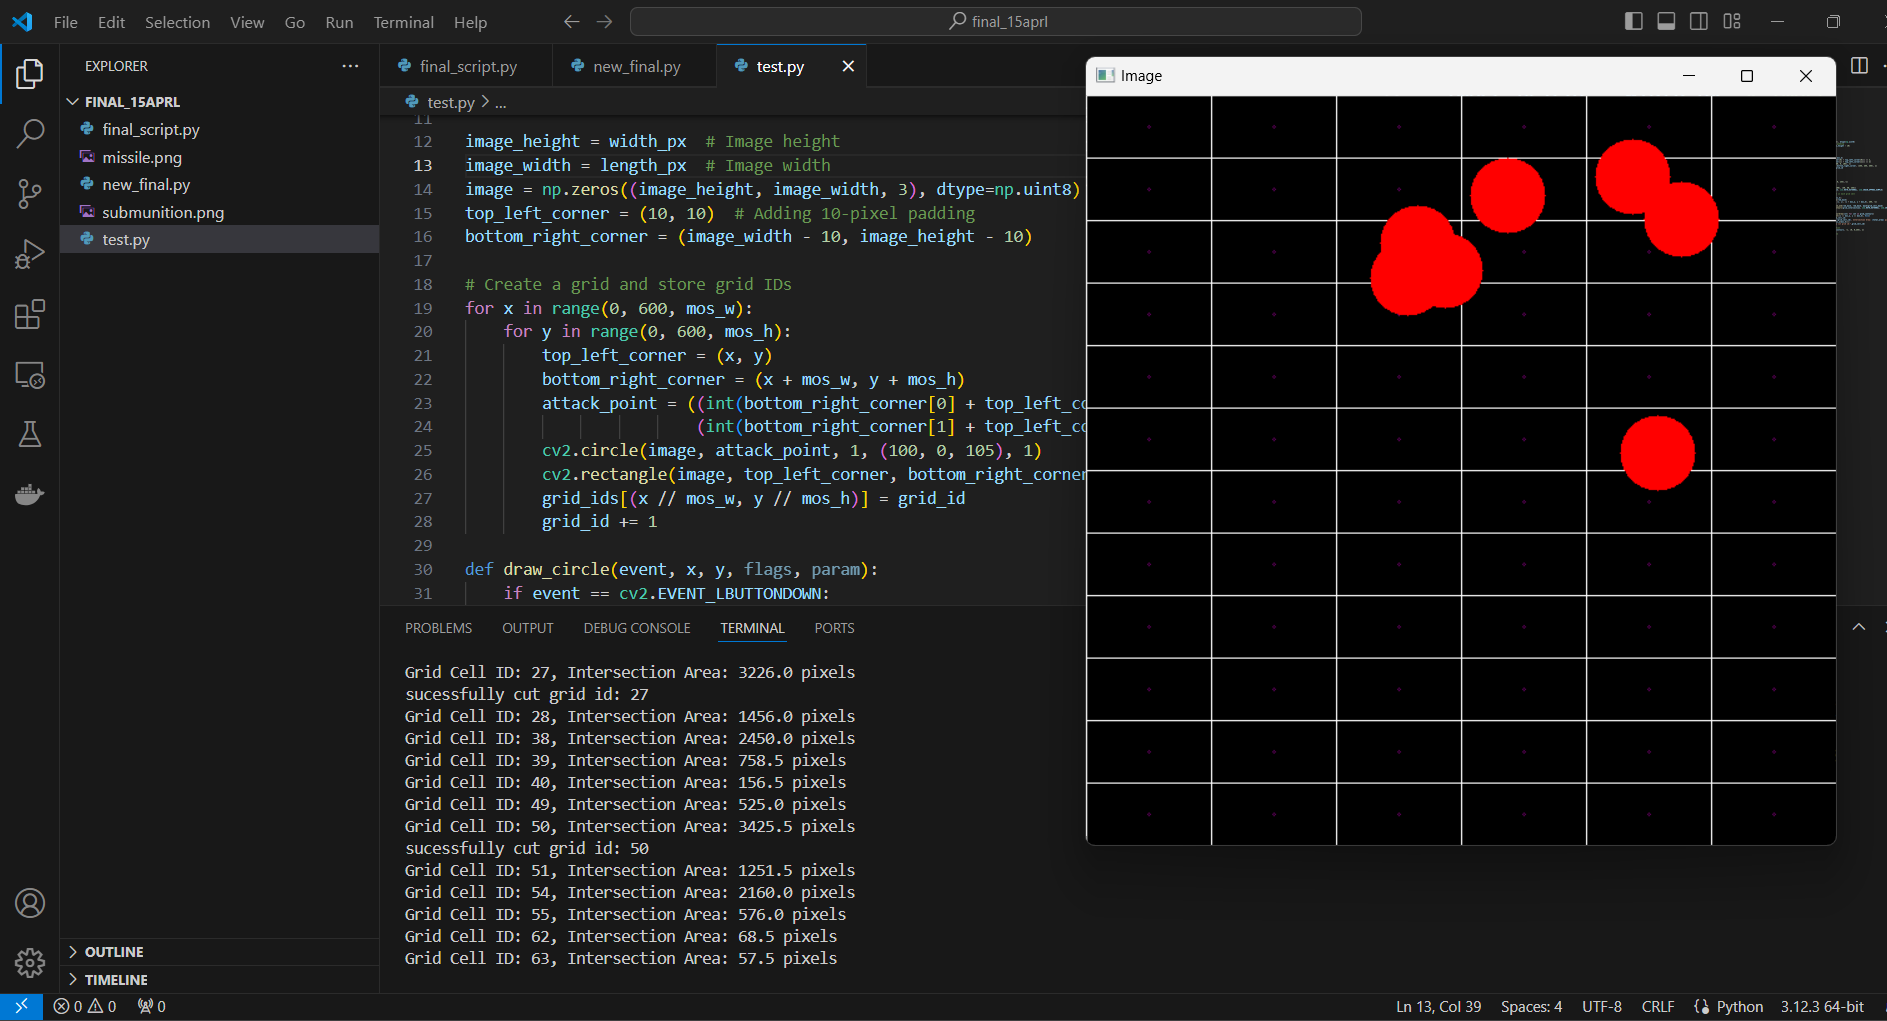 File Edit Selection View Go Run Terminal Help
final_15aprl
EXPLORER
FINAL_15APRL
final_script.py
missile.png
new_final.py
submunition.png
test.py
OUTLINE
TIMELINE
final_script.py new_final.py test.py
test.py > ...
11
12 image_height = width_px # Image height
13 image_width = length_px # Image width
14 image = np.zeros((image_height, image_width, 3), dtype=np.uint8)
15 top_left_corner = (10, 10) # Adding 10-pixel padding
16 bottom_right_corner = (image_width - 10, image_height - 10)
17
18 # Create a grid and store grid IDs
19 for x in range(0, 600, mos_w):
20 for y in range(0, 600, mos_h):
21 top_left_corner = (x, y)
22 bottom_right_corner = (x + mos_w, y + mos_h)
23 attack_point = ((int(bottom_right_corner[0] + top_left_co
24 (int(bottom_right_corner[1] + top_left_co
25 cv2.circle(image, attack_point, 1, (100, 0, 105), 1)
26 cv2.rectangle(image, top_left_corner, bottom_right_corner
27 grid_ids[(x // mos_w, y // mos_h)] = grid_id
28 grid_id += 1
29
30 def draw_circle(event, x, y, flags, param):
31 if event == cv2.EVENT_LBUTTONDOWN:
PROBLEMS OUTPUT DEBUG CONSOLE TERMINAL PORTS
Grid Cell ID: 27, Intersection Area: 3226.0 pixels
sucessfully cut grid id: 27
Grid Cell ID: 28, Intersection Area: 1456.0 pixels
Grid Cell ID: 38, Intersection Area: 2450.0 pixels
Grid Cell ID: 39, Intersection Area: 758.5 pixels
Grid Cell ID: 40, Intersection Area: 156.5 pixels
Grid Cell ID: 49, Intersection Area: 525.0 pixels
Grid Cell ID: 50, Intersection Area: 3425.5 pixels
sucessfully cut grid id: 50
Grid Cell ID: 51, Intersection Area: 1251.5 pixels
Grid Cell ID: 54, Intersection Area: 2160.0 pixels
Grid Cell ID: 55, Intersection Area: 576.0 pixels
Grid Cell ID: 62, Intersection Area: 68.5 pixels
Grid Cell ID: 63, Intersection Area: 57.5 pixels
Image
0 0 0
Ln 13, Col 39 Spaces: 4 UTF-8 CRLF Python 3.12.3 64-bit